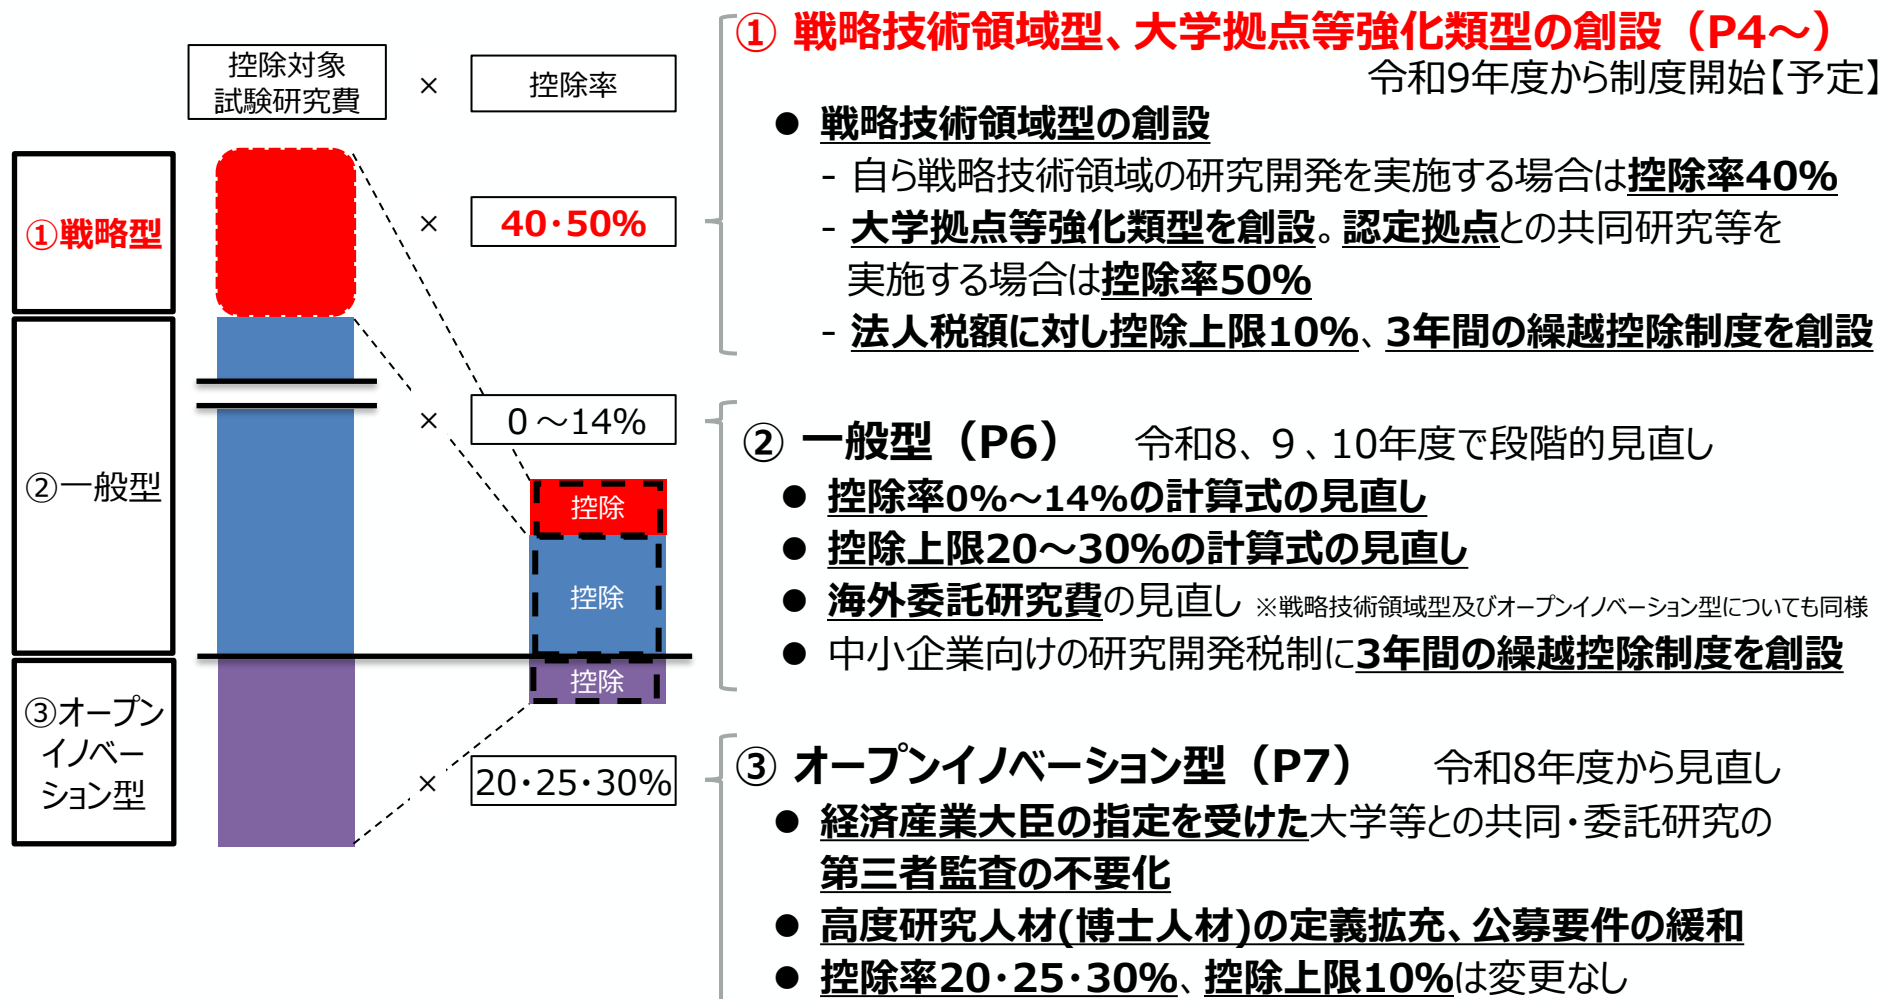 控除対象
試験研究費
×
控除率
①戦略型
×
40・50%
②一般型
×
0～14%
控除
控除
控除
③オープン
イノベー
ション型
×
20・25・30%
① 戦略技術領域型、大学拠点等強化類型の創設（P4～）
令和9年度から制度開始【予定】
● 戦略技術領域型の創設
- 自ら戦略技術領域の研究開発を実施する場合は控除率40%
- 大学拠点等強化類型を創設。認定拠点との共同研究等を
実施する場合は控除率50%
- 法人税額に対し控除上限10%、3年間の繰越控除制度を創設
② 一般型（P6） 令和8、9、10年度で段階的見直し
● 控除率0%～14%の計算式の見直し
● 控除上限20～30%の計算式の見直し
● 海外委託研究費の見直し ※戦略技術領域型及びオープンイノベーション型についても同様
● 中小企業向けの研究開発税制に3年間の繰越控除制度を創設
③ オープンイノベーション型（P7） 令和8年度から見直し
● 経済産業大臣の指定を受けた大学等との共同・委託研究の
第三者監査の不要化
● 高度研究人材(博士人材)の定義拡充、公募要件の緩和
● 控除率20・25・30%、控除上限10%は変更なし